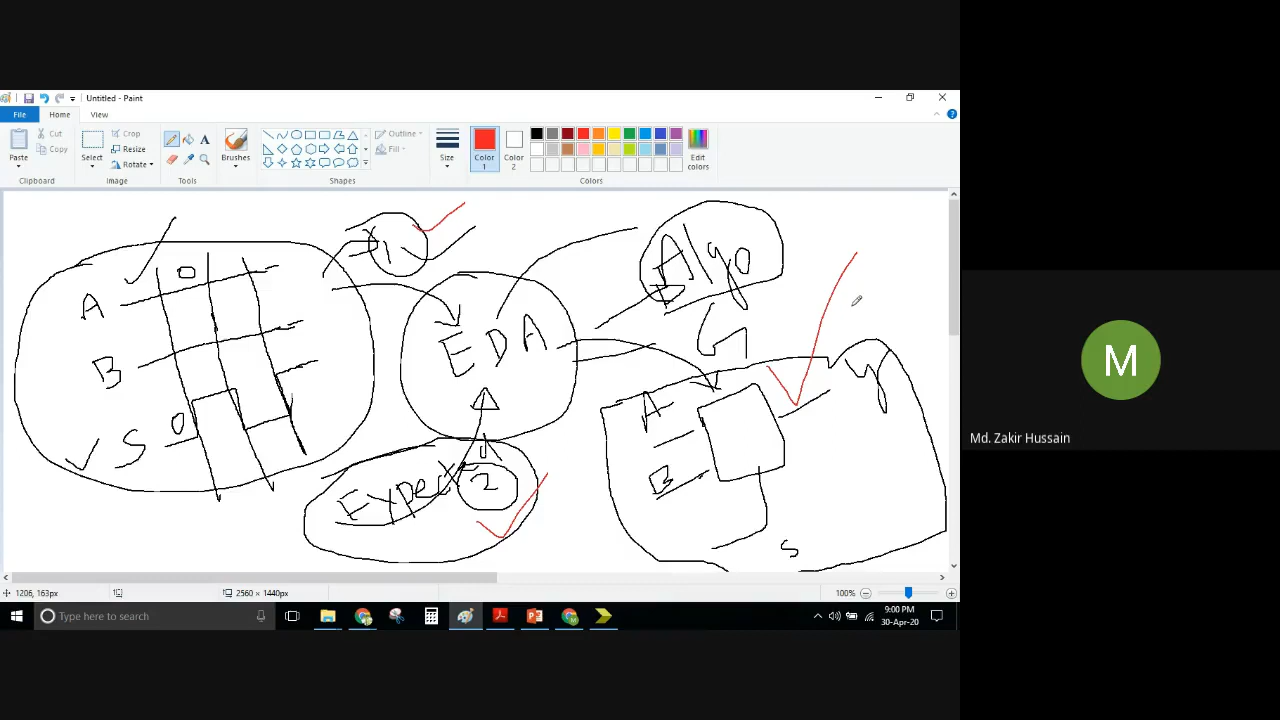 Untitled - Paint
File
Home
View
Paste
Cut
Copy
Clipboard
Select
Crop
Resize
Rotate
Image
A
Tools
Brushes
Shapes
Outline
Fill
Size
Color
1
Color
2
Edit
colors
Colors
A
B
S
1
EDA
Expert
2
Algo
A
B
y
S
M
Md. Zakir Hussain
1206, 163px
2560 × 1440px
100%
Type here to search
9:00 PM
30-Apr-20